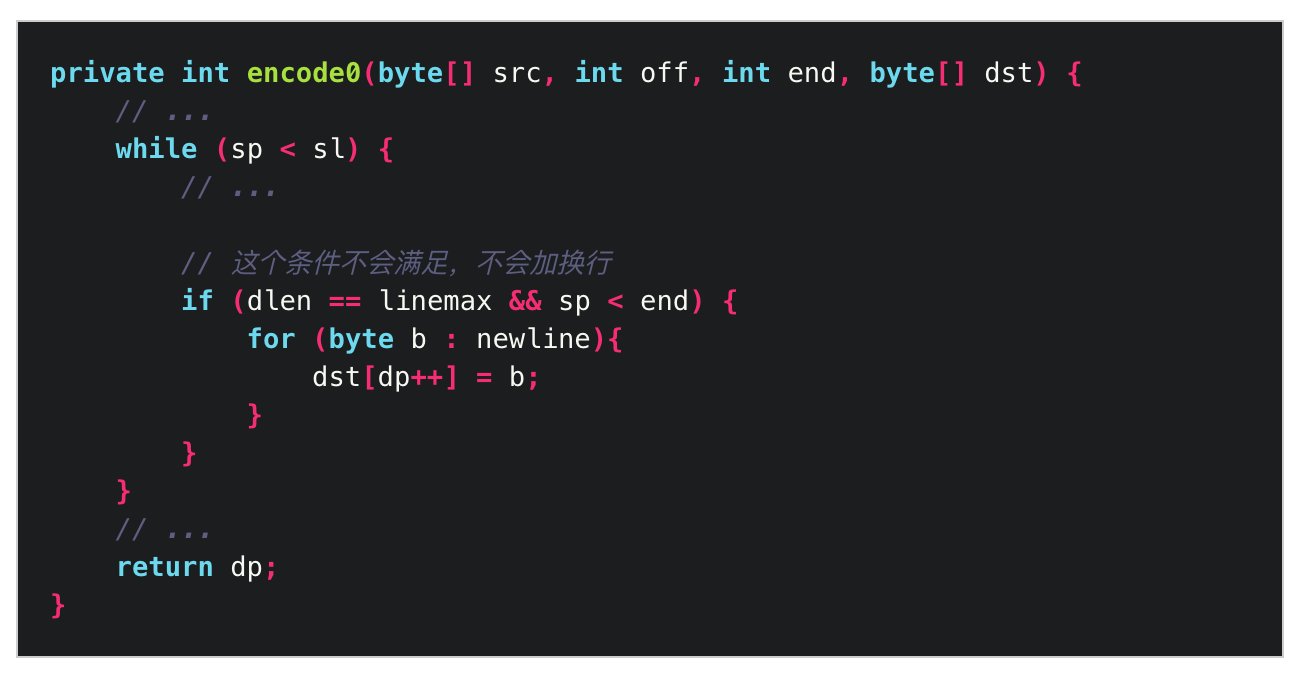 private int encode0(byte[] src, int off, int end, byte[] dst) {
    // ...
    while (sp < sl) {
        // ...

        // 这个条件不会满足, 不会加换行
        if (dlen == linemax && sp < end) {
            for (byte b : newline){
                dst[dp++] = b;
            }
        }
    }
    // ...
    return dp;
}